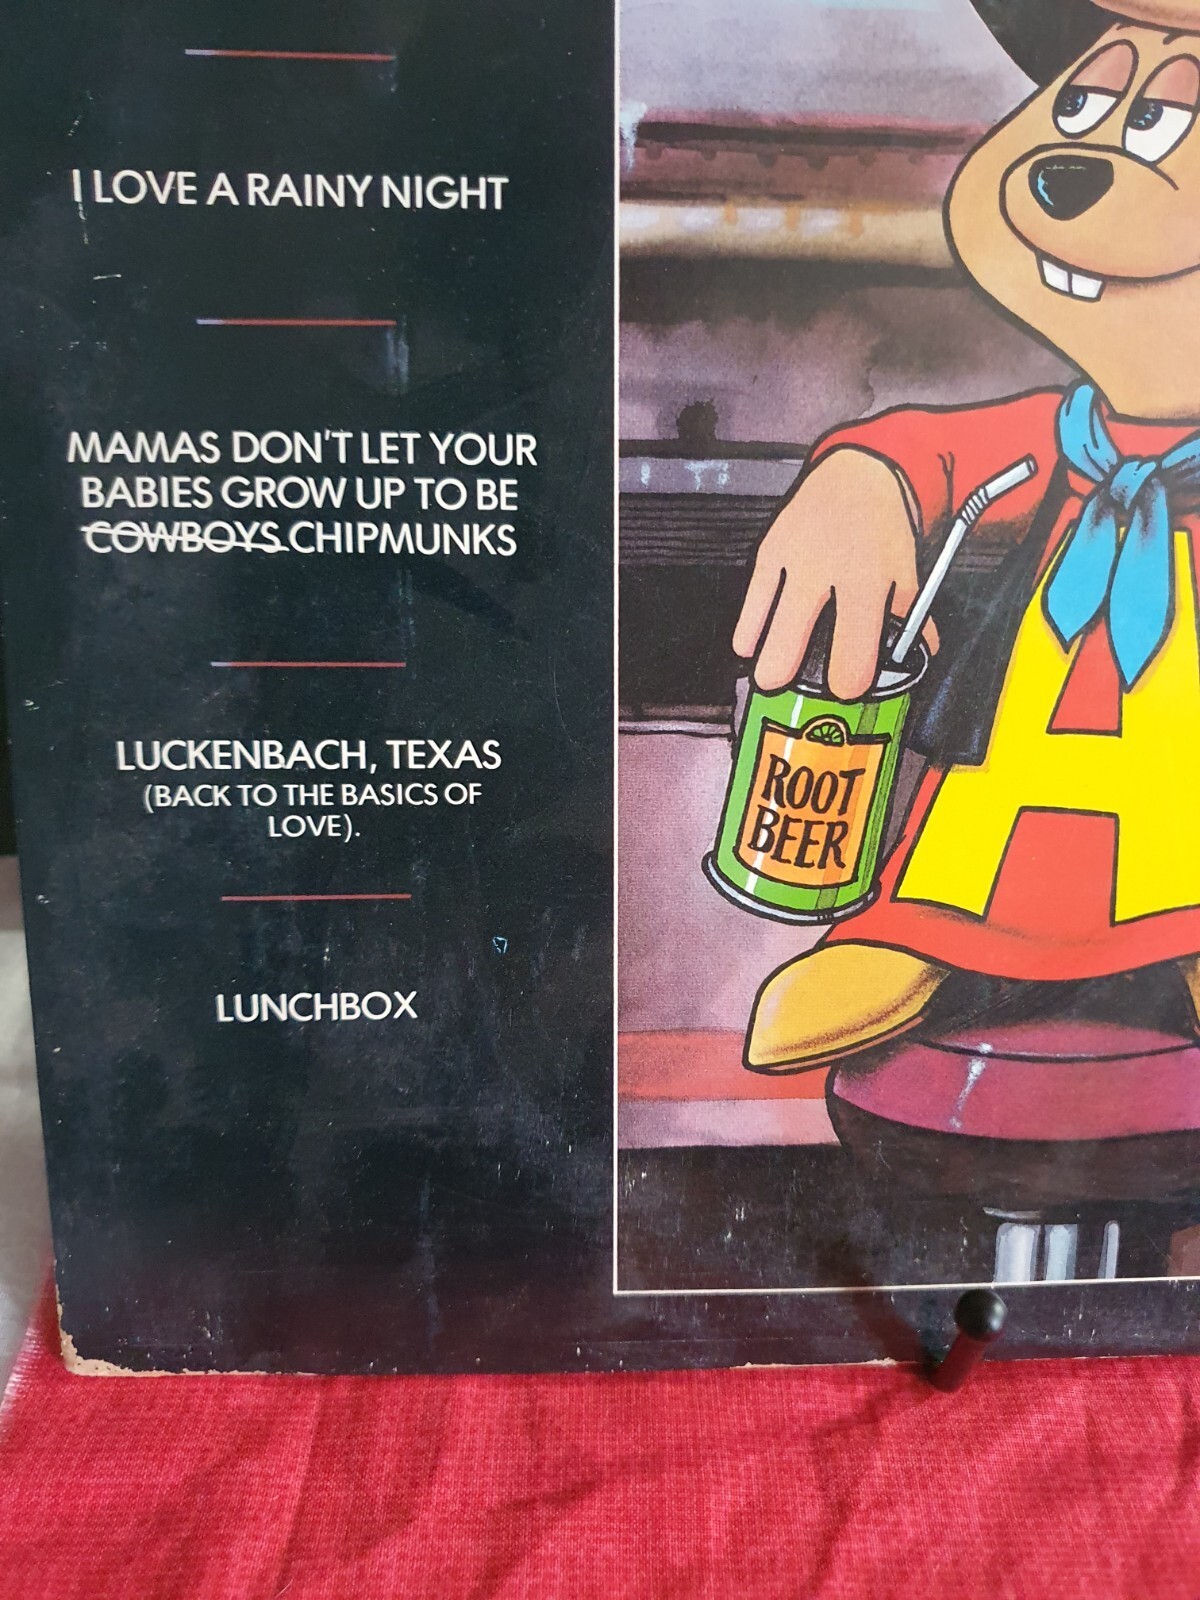 I LOVE A RAINY NIGHT
MAMAS DON'T LET YOUR
BABIES GROW UP TO BE
COWBOYS CHIPMUNKS
LUCKENBACH, TEXAS
(BACK TO THE BASICS OF
LOVE).
LUNCHBOX
ROOT
BEER
A